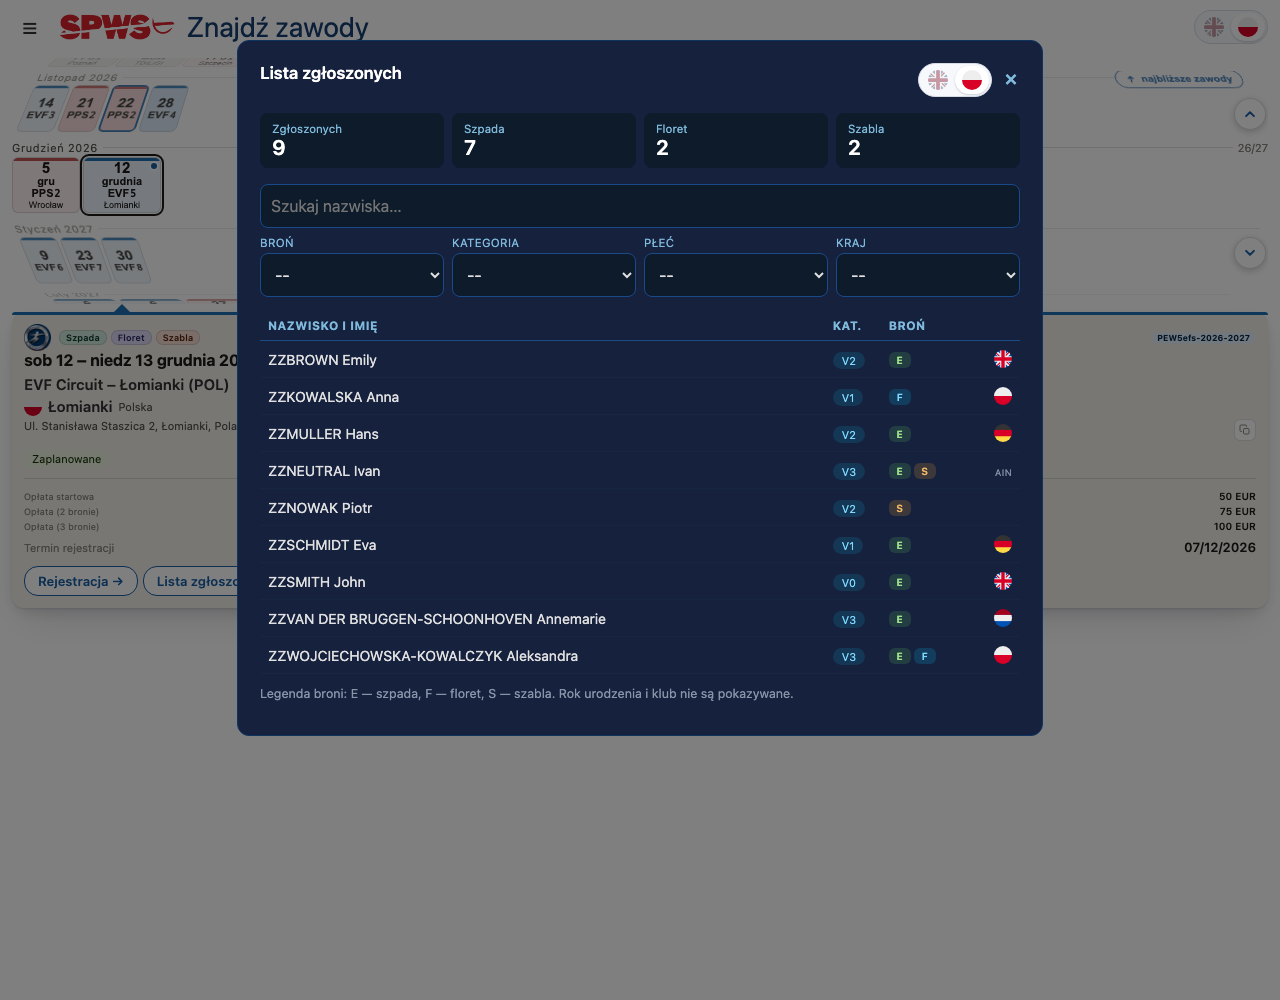 SPWS Znajdź zawody
Listopad 2026
najbliższe zawody
14 EVF3
21 PPS2
22 PPS2
28 EVF4
Grudzień 2026
26/27
5 gru PPS2 Wrocław
12 grudnia EVF5 Łomianki
Styczeń 2027
9 EVF6
23 EVF7
30 EVF8
Szpada Floret Szabla
PEW5efs-2026-2027
sob 12 – niedz 13 grudnia 20
EVF Circuit – Łomianki (POL)
Łomianki Polska
Ul. Stanisława Staszica 2, Łomianki, Pola
Zaplanowane
Opłata startowa 50 EUR
Opłata (2 bronie) 75 EUR
Opłata (3 bronie) 100 EUR
Termin rejestracji 07/12/2026
Rejestracja → Lista zgłoszo
Lista zgłoszonych ×
Zgłoszonych Szpada Floret Szabla
9 7 2 2
Szukaj nazwiska...
BROŃ KATEGORIA PŁEĆ KRAJ
-- -- -- --
NAZWISKO I IMIĘ KAT. BROŃ
ZZBROWN Emily V2 E
ZZKOWALSKA Anna V1 F
ZZMULLER Hans V2 E
ZZNEUTRAL Ivan V3 E S AIN
ZZNOWAK Piotr V2 S
ZZSCHMIDT Eva V1 E
ZZSMITH John V0 E
ZZVAN DER BRUGGEN-SCHOONHOVEN Annemarie V3 E
ZZWOJCIECHOWSKA-KOWALCZYK Aleksandra V3 E F
Legenda broni: E — szpada, F — floret, S — szabla. Rok urodzenia i klub nie są pokazywane.